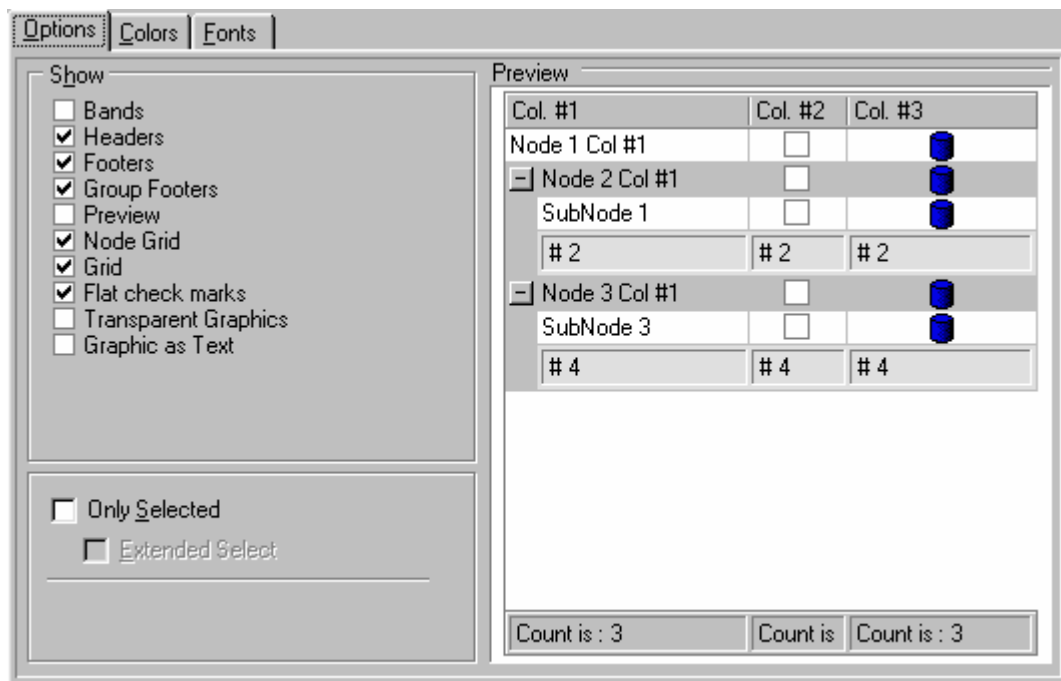 Options Colors Fonts
Show
Bands
Headers
Footers
Group Footers
Preview
Node Grid
Grid
Flat check marks
Transparent Graphics
Graphic as Text
Only Selected
Extended Select
Preview
Col. #1 Col. #2 Col. #3
Node 1 Col #1
Node 2 Col #1
SubNode 1
# 2 # 2 # 2
Node 3 Col #1
SubNode 3
# 4 # 4 # 4
Count is : 3 Count is Count is : 3